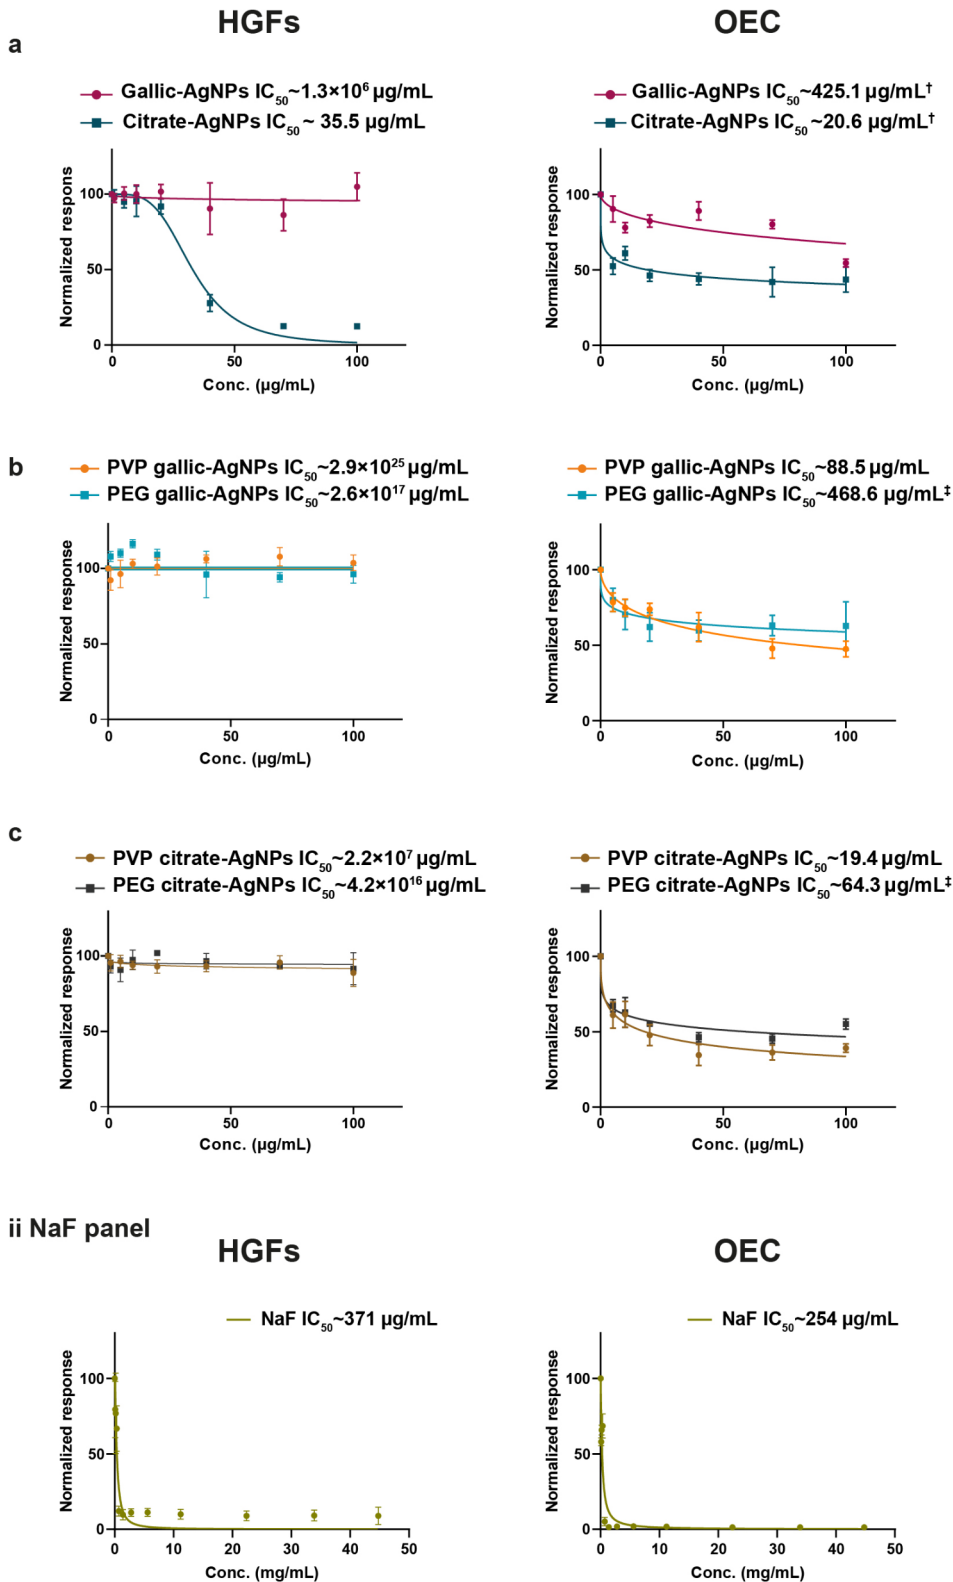 HGFs
OEC
a
Gallic-AgNPs IC50~1.3×10⁶ µg/mL
Citrate-AgNPs IC50~ 35.5 µg/mL
Gallic-AgNPs IC50~425.1 µg/mL†
Citrate-AgNPs IC50~20.6 µg/mL†
Normalized respons
100
50
0
0
50
100
Conc. (µg/mL)
Normalized response
100
50
0
0
50
100
Conc. (µg/mL)
b
PVP gallic-AgNPs IC50~2.9×10²⁵ µg/mL
PEG gallic-AgNPs IC50~2.6×10¹⁷ µg/mL
PVP gallic-AgNPs IC50~88.5 µg/mL
PEG gallic-AgNPs IC50~468.6 µg/mL‡
Normalized response
100
50
0
0
50
100
Conc. (µg/mL)
Normalized response
100
50
0
0
50
100
Conc. (µg/mL)
c
PVP citrate-AgNPs IC50~2.2×10⁷ µg/mL
PEG citrate-AgNPs IC50~4.2×10¹⁶ µg/mL
PVP citrate-AgNPs IC50~19.4 µg/mL
PEG citrate-AgNPs IC50~64.3 µg/mL‡
Normalized response
100
50
0
0
50
100
Conc. (µg/mL)
Normalized response
100
50
0
0
50
100
Conc. (µg/mL)
ii NaF panel
HGFs
OEC
NaF IC50~371 µg/mL
NaF IC50~254 µg/mL
Normalized response
100
50
0
0
10
20
30
40
50
Conc. (mg/mL)
Normalized response
100
50
0
0
10
20
30
40
50
Conc. (mg/mL)